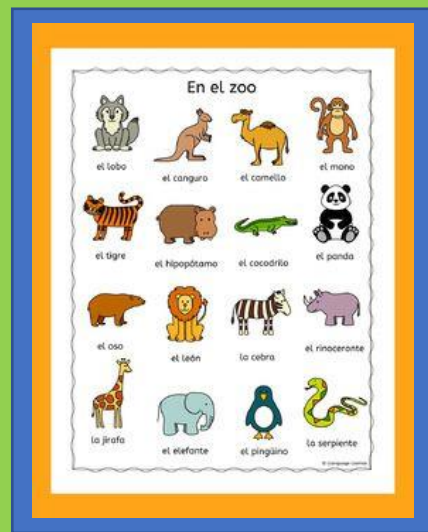 En el zoo
el lobo
el canguro
el camello
el mono
el tigre
el hipopótamo
el cocodrilo
el panda
el oso
el león
la cebra
el rinoceronte
la jirafa
el elefante
el pingüino
la serpiente